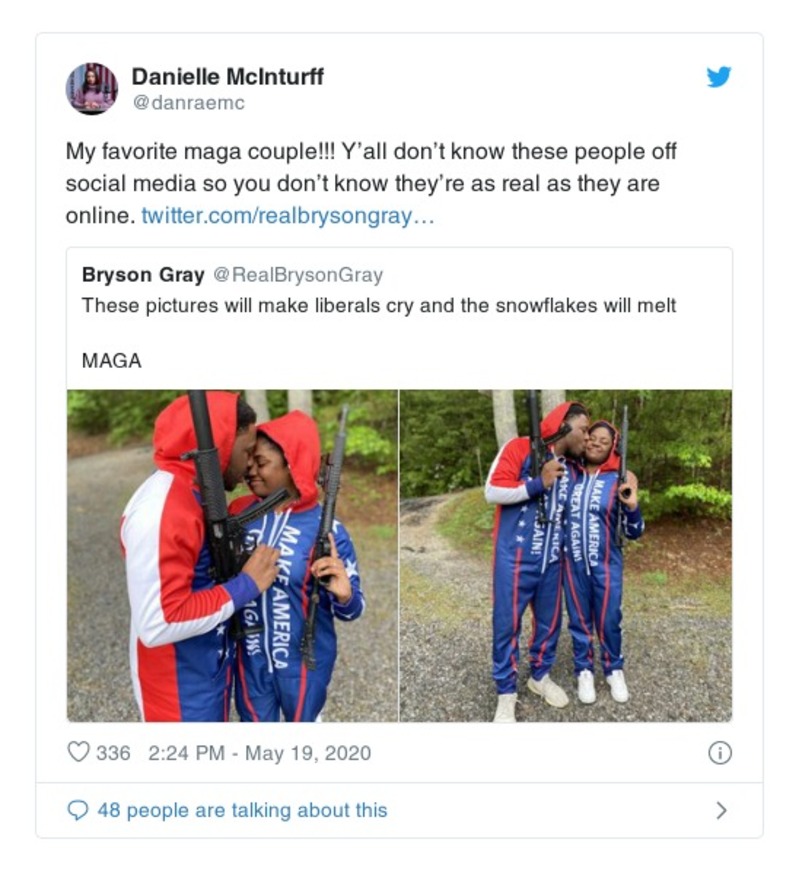 Danielle McInturff
@danraemc
My favorite maga couple!!! Y’all don’t know these people off
social media so you don’t know they’re as real as they are
online. twitter.com/realbrysongray…
Bryson Gray @RealBrysonGray
These pictures will make liberals cry and the snowflakes will melt
MAGA
MAKE AMERICA
AGAIN!
MAKE AMERICA
AGAIN!
MAKE AMERICA
GREAT AGAIN!
336 2:24 PM - May 19, 2020
48 people are talking about this